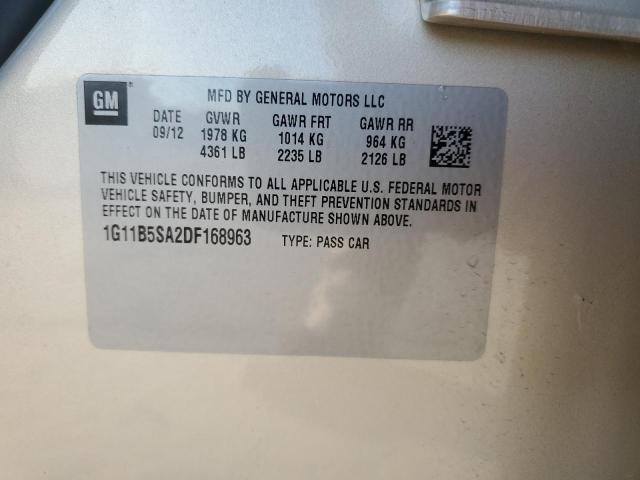 GM
MFD BY GENERAL MOTORS LLC
DATE GVWR GAWR FRT GAWR RR
09/12 1978 KG 1014 KG 964 KG
4361 LB 2235 LB 2126 LB
THIS VEHICLE CONFORMS TO ALL APPLICABLE U.S. FEDERAL MOTOR
VEHICLE SAFETY, BUMPER, AND THEFT PREVENTION STANDARDS IN
EFFECT ON THE DATE OF MANUFACTURE SHOWN ABOVE.
1G11B5SA2DF168963 TYPE: PASS CAR